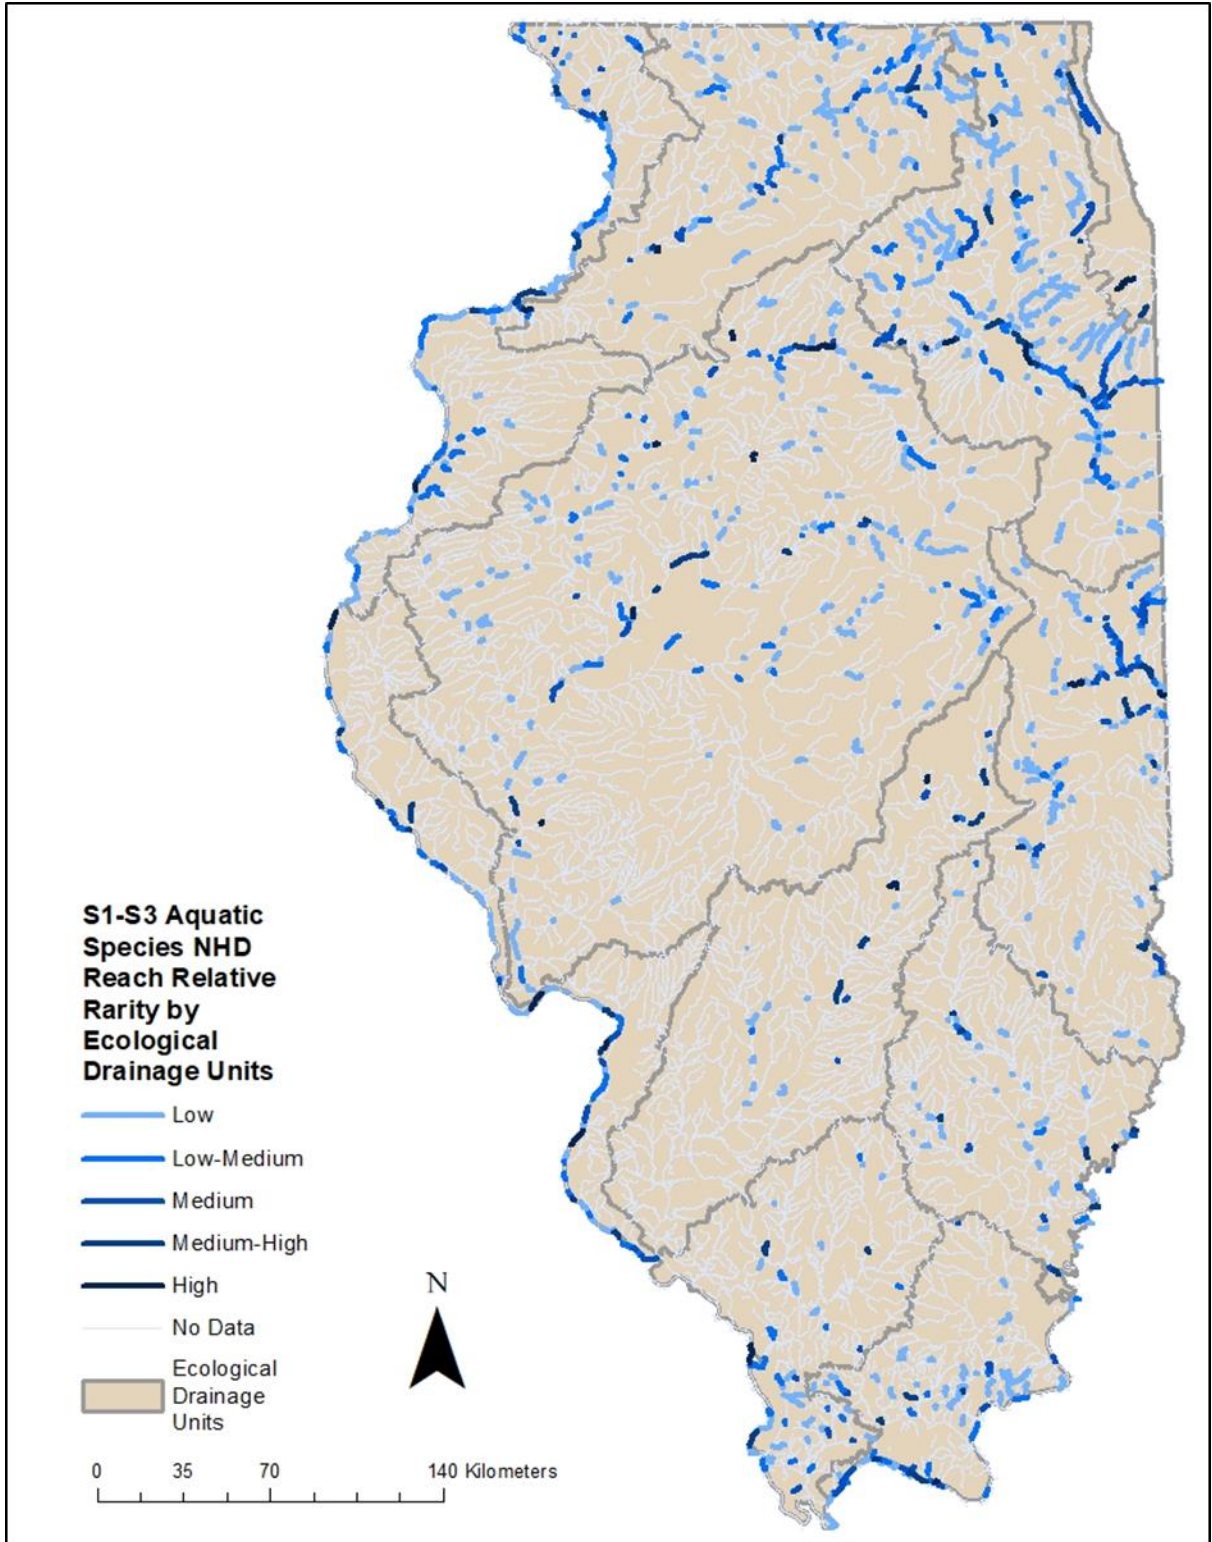 S1-S3 Aquatic
Species NHD
Reach Relative
Rarity by
Ecological
Drainage Units
Low
Low-Medium
Medium
Medium-High
High
No Data
Ecological
Drainage
Units
N
0 35 70 140 Kilometers